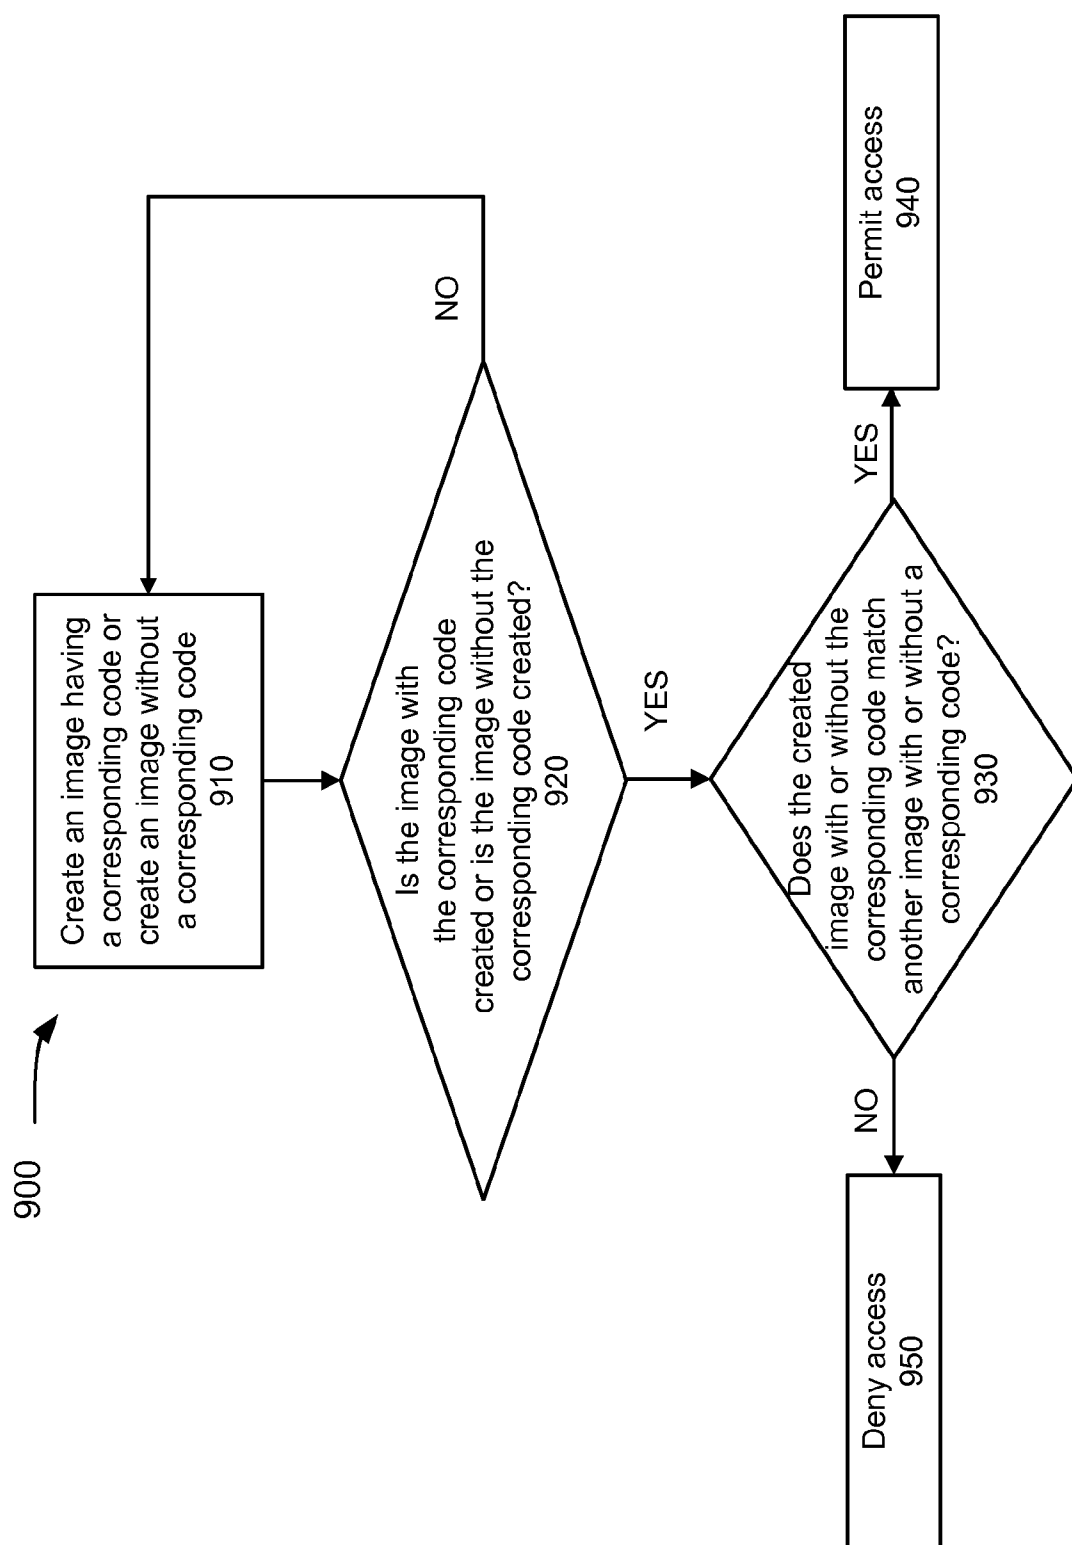 900
Create an image having
a corresponding code or
create an image without
a corresponding code
910
Is the image with
the corresponding code
created or is the image without the
corresponding code created?
920
NO
YES
Does the created
image with or without the
corresponding code match
another image with or without a
corresponding code?
930
NO
YES
Deny access
950
Permit access
940